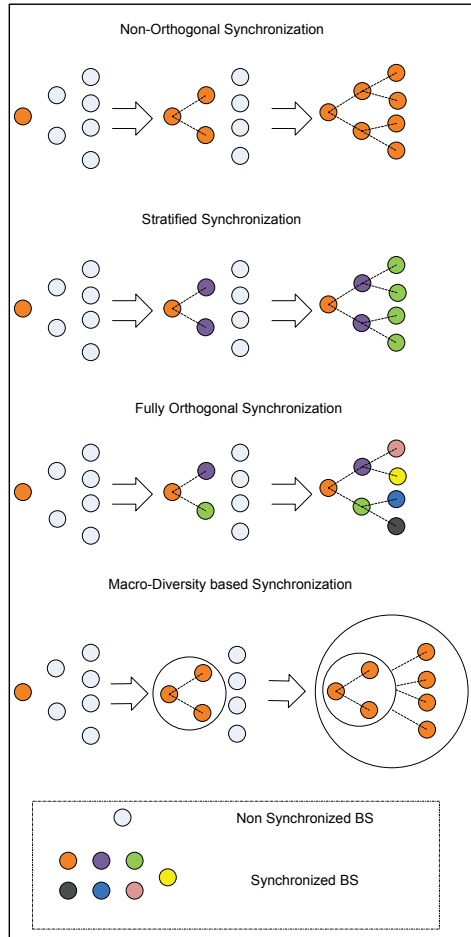 Non-Orthogonal Synchronization
Stratified Synchronization
Fully Orthogonal Synchronization
Macro-Diversity based Synchronization
Non Synchronized BS
Synchronized BS